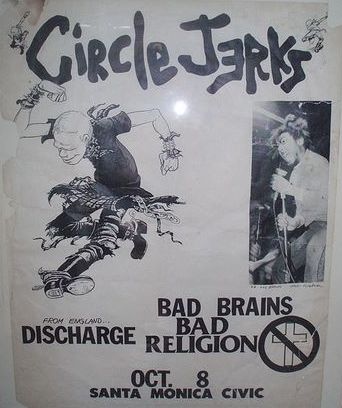 CIRCLE JERKS
FROM ENGLAND...
DISCHARGE
BAD BRAINS
BAD
RELIGION
OCT. 8
SANTA MONICA CIVIC